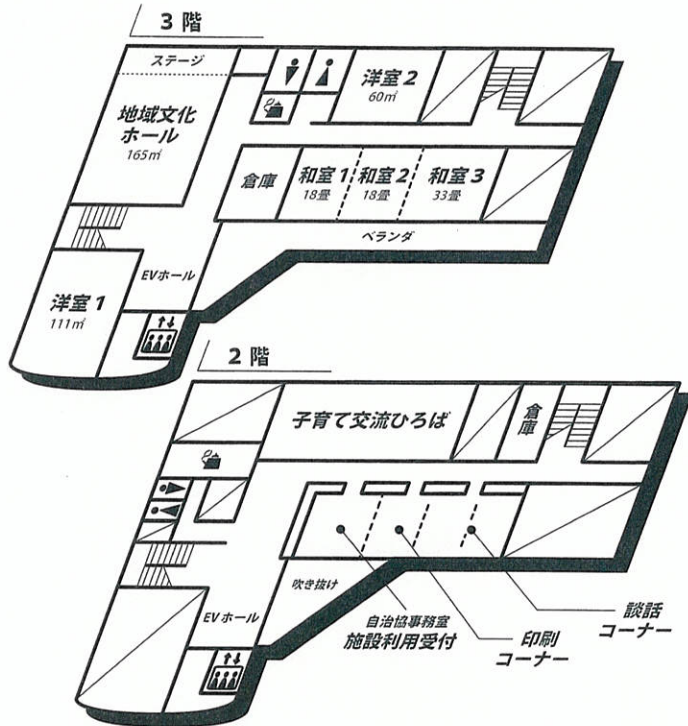 3 階
ステージ
地域文化
ホール
165㎡
洋室 2
60㎡
倉庫
和室 1
18畳
和室 2
18畳
和室 3
33畳
ベランダ
EVホール
洋室 1
111㎡
2 階
子育て交流ひろば
倉庫
吹き抜け
EVホール
自治協事務室
施設利用受付
印刷
コーナー
談話
コーナー